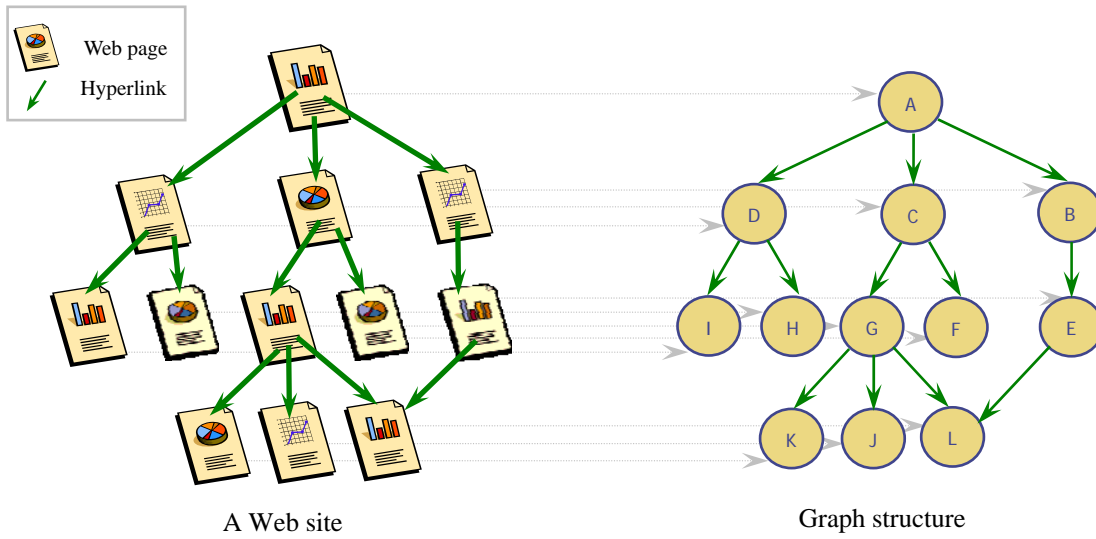 Web page
Hyperlink
A
D
C
B
I
H
G
F
E
K
J
L
A Web site
Graph structure